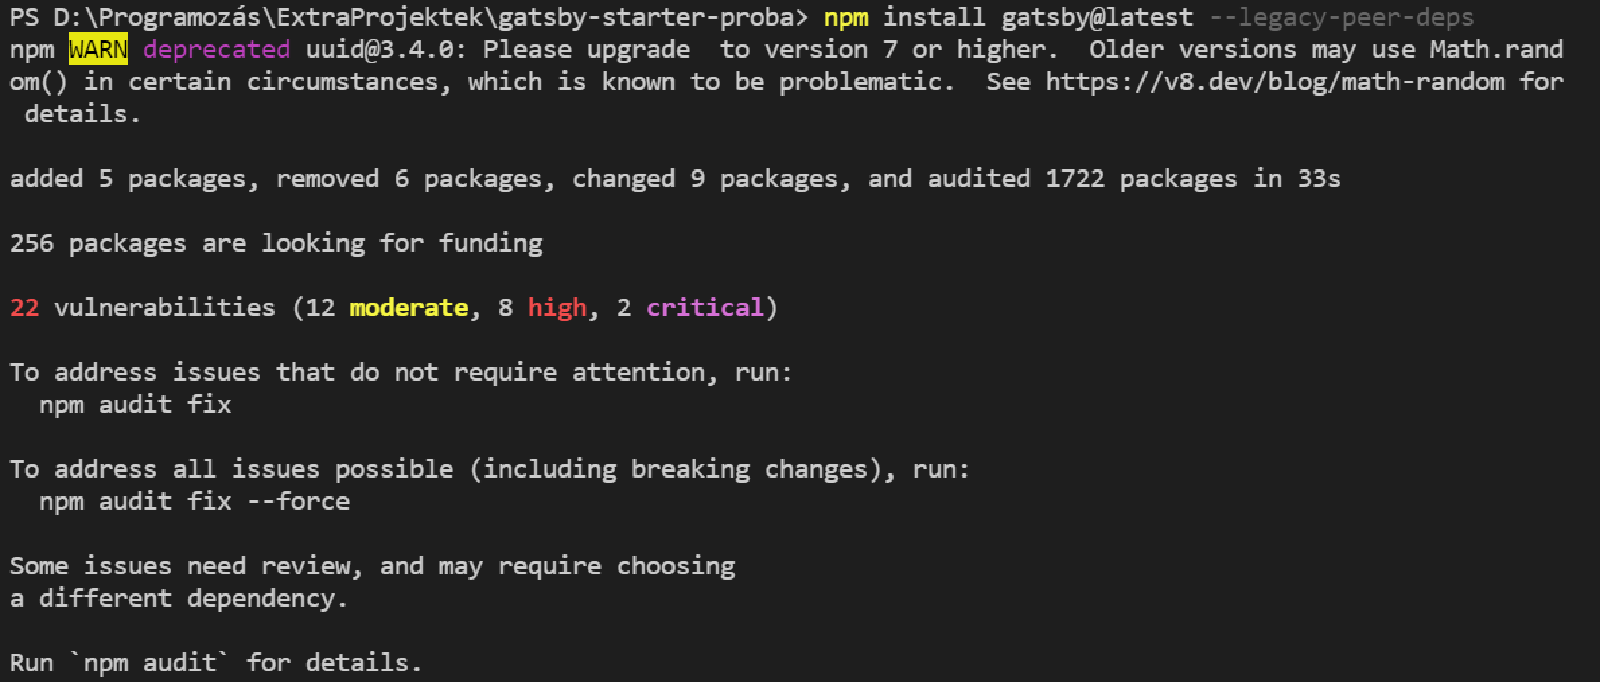 PS D:\Programozás\ExtraProjektek\gatsby-starter-proba> npm install gatsby@latest --legacy-peer-deps
npm WARN deprecated uuid@3.4.0: Please upgrade  to version 7 or higher.  Older versions may use Math.rand
om() in certain circumstances, which is known to be problematic.  See https://v8.dev/blog/math-random for
 details.
added 5 packages, removed 6 packages, changed 9 packages, and audited 1722 packages in 33s
256 packages are looking for funding
22 vulnerabilities (12 moderate, 8 high, 2 critical)
To address issues that do not require attention, run:
  npm audit fix
To address all issues possible (including breaking changes), run:
  npm audit fix --force
Some issues need review, and may require choosing
a different dependency.
Run `npm audit` for details.